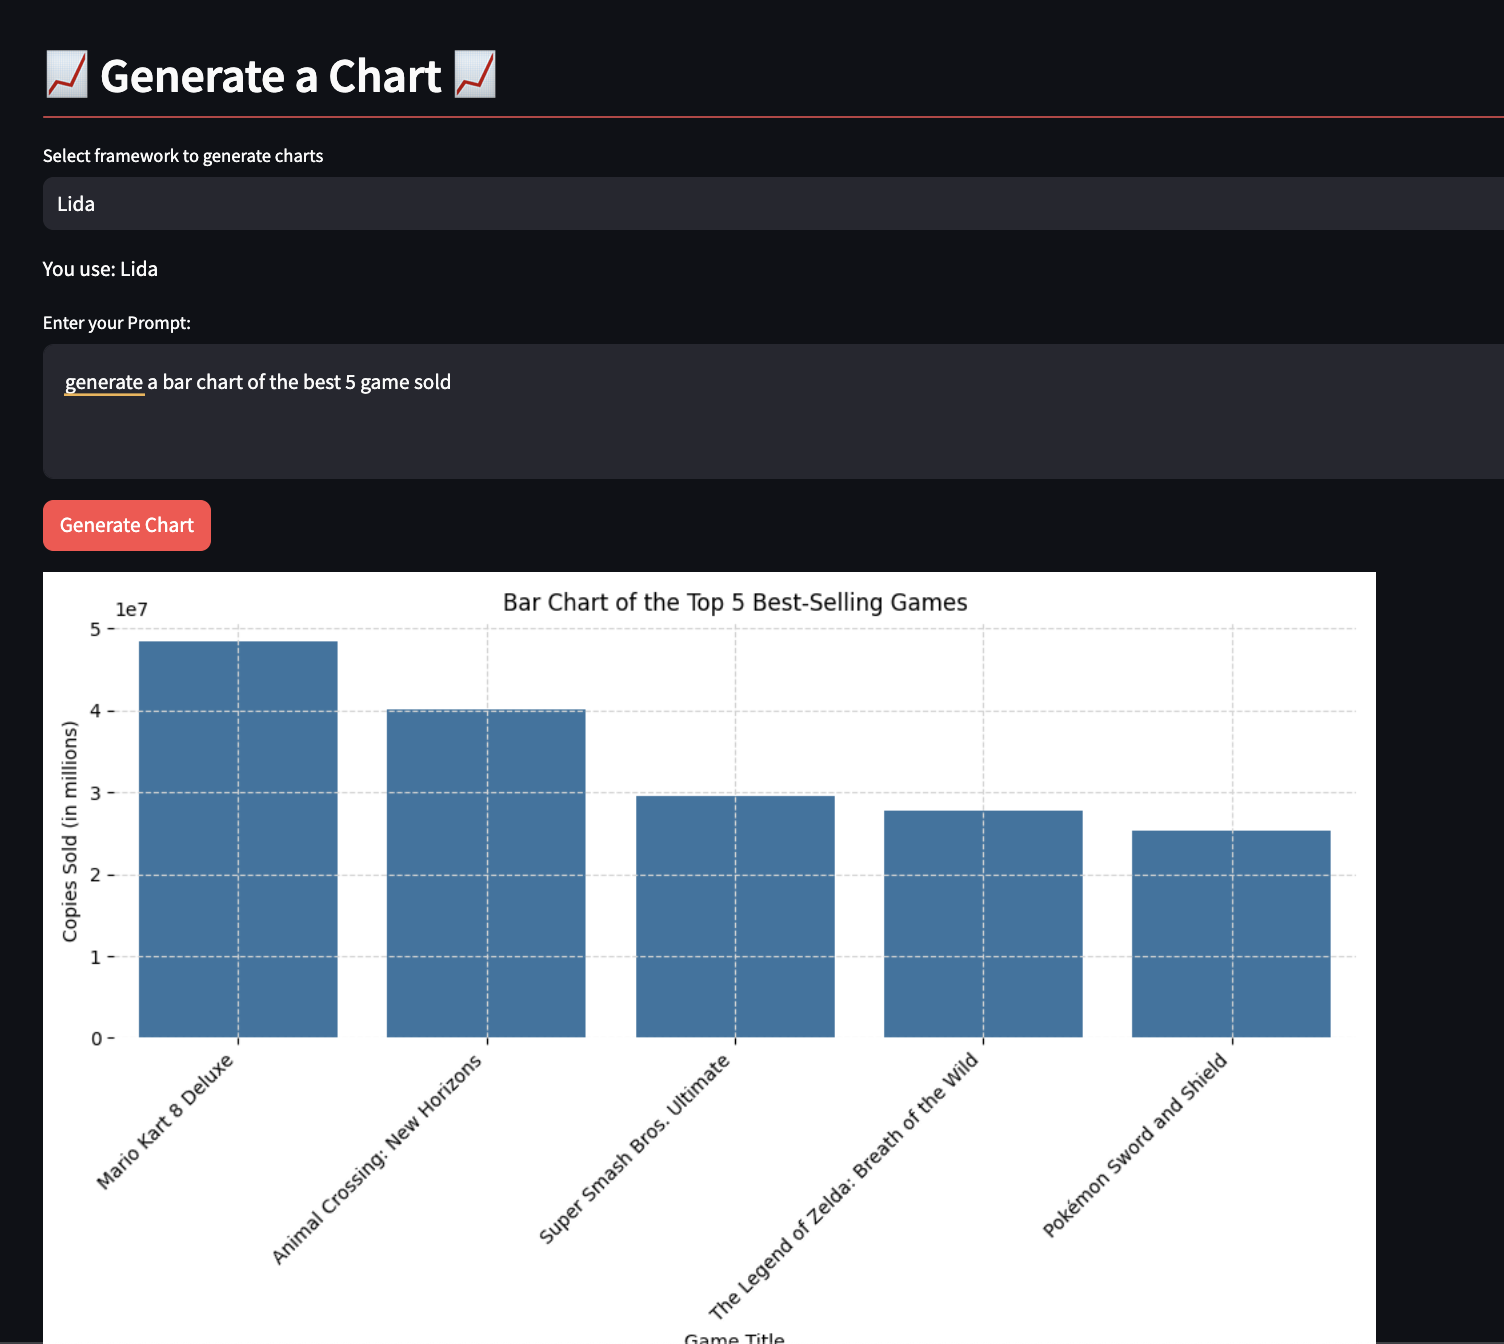 📈 Generate a Chart 📈
Select framework to generate charts
Lida
You use: Lida
Enter your Prompt:
generate a bar chart of the best 5 game sold
Generate Chart
Bar Chart of the Top 5 Best-Selling Games
1e7
5
4
3
2
1
0
Copies Sold (in millions)
Mario Kart 8 Deluxe
Animal Crossing: New Horizons
Super Smash Bros. Ultimate
The Legend of Zelda: Breath of the Wild
Pokémon Sword and Shield
Game Title